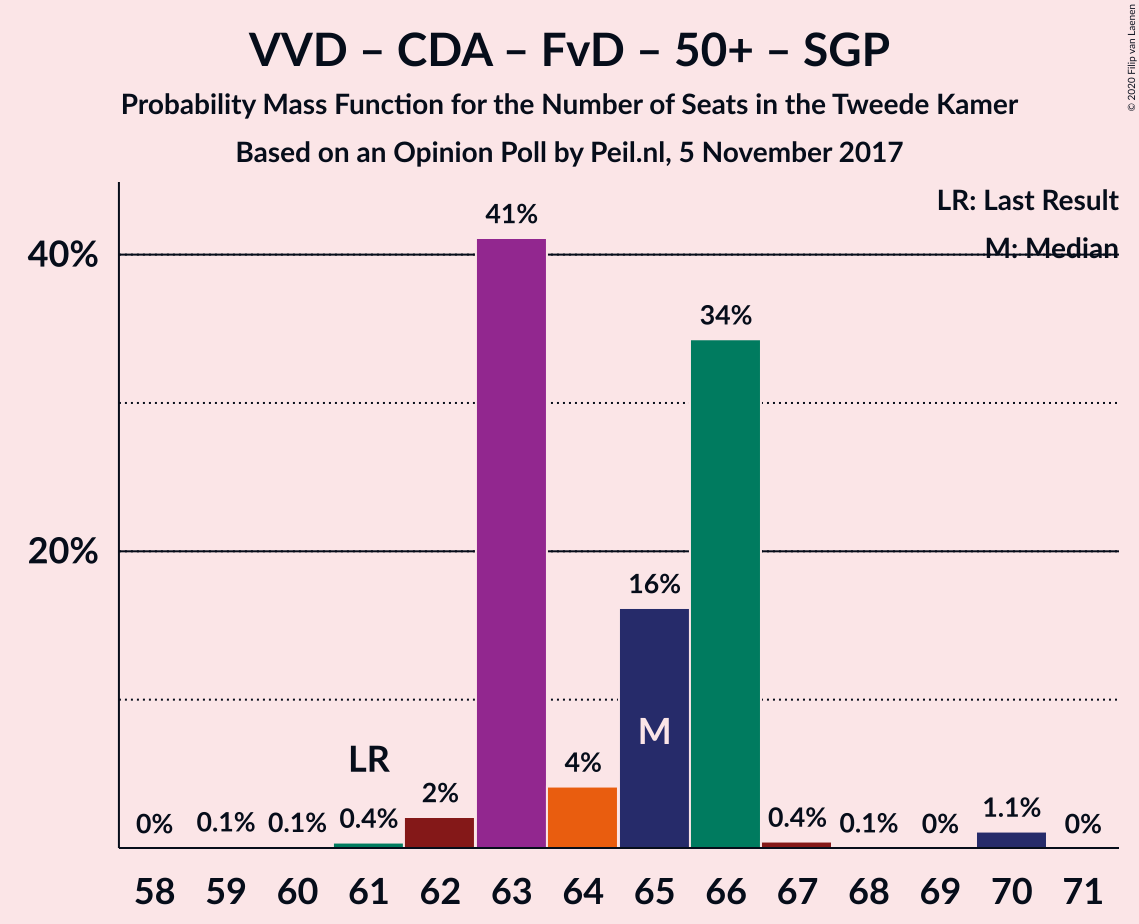 VVD – CDA – FvD – 50+ – SGP
Probability Mass Function for the Number of Seats in the Tweede Kamer
Based on an Opinion Poll by Peil.nl, 5 November 2017
© 2020 Filip van Laenen
LR: Last Result
M: Median
40%
20%
41%
34%
16%
M
LR
4%
2%
0%
0.1%
0.1%
0.4%
0.4%
0.1%
0%
1.1%
0%
58 59 60 61 62 63 64 65 66 67 68 69 70 71